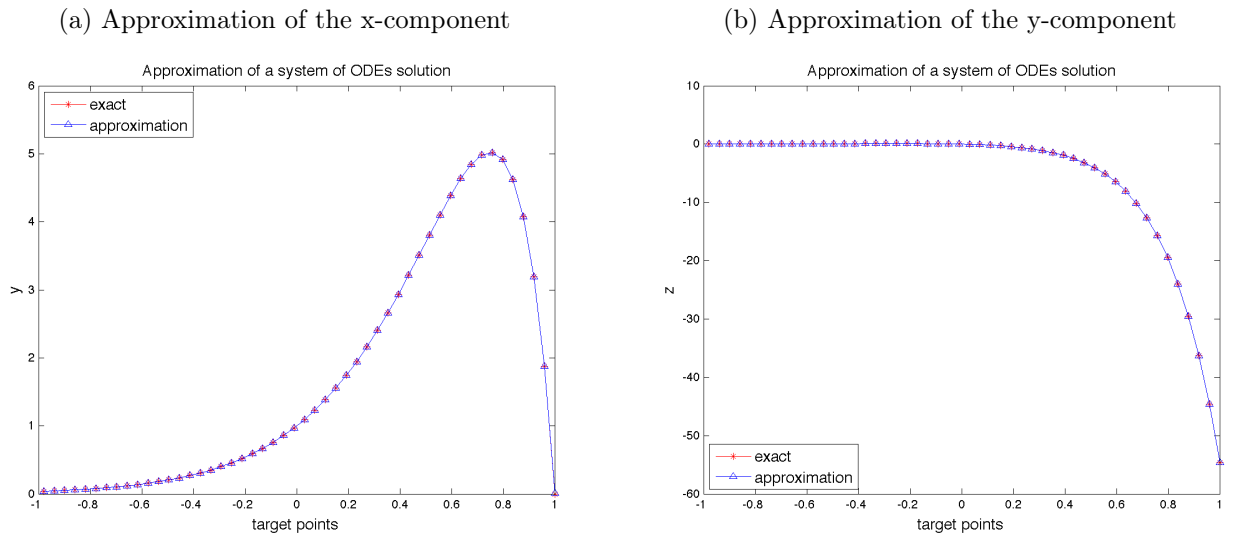 (a) Approximation of the x-component
Approximation of a system of ODEs solution
6
5
4
3
2
1
0
y
exact
approximation
-1 -0.8 -0.6 -0.4 -0.2 0 0.2 0.4 0.6 0.8 1
target points
(b) Approximation of the y-component
Approximation of a system of ODEs solution
10
0
-10
-20
-30
-40
-50
-60
z
exact
approximation
-1 -0.8 -0.6 -0.4 -0.2 0 0.2 0.4 0.6 0.8 1
target points